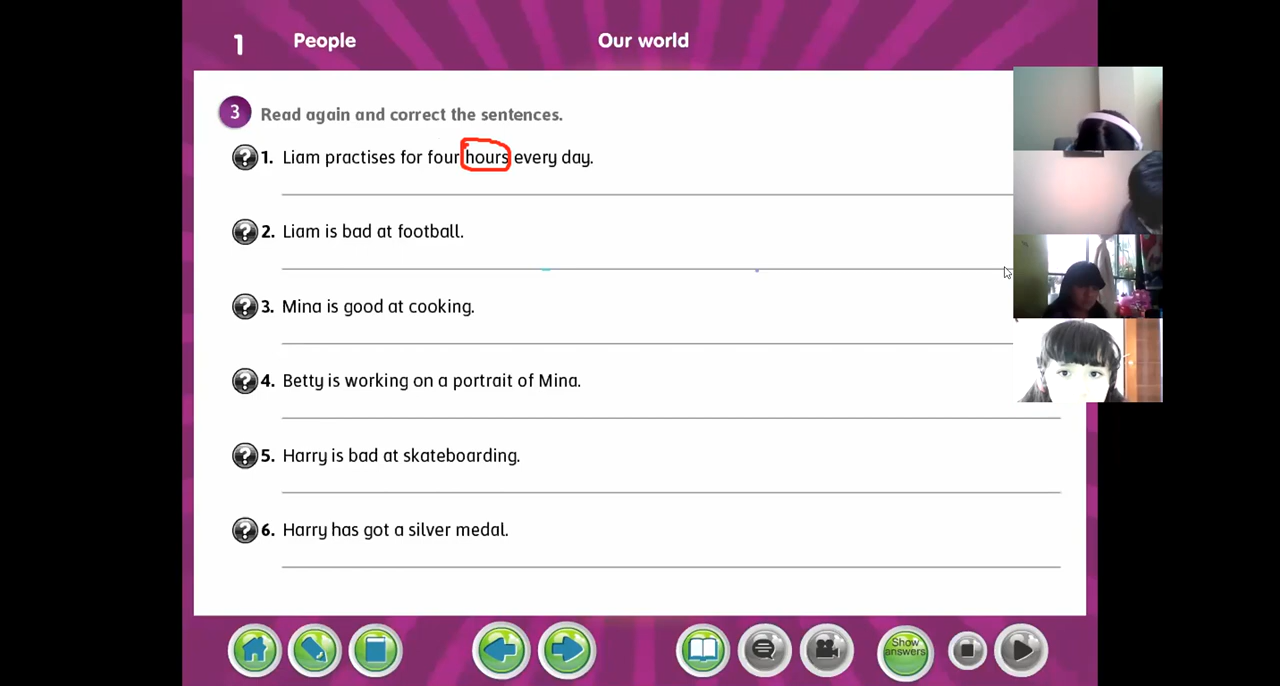 1 People Our world
3 Read again and correct the sentences.
? 1. Liam practises for four hours every day.
? 2. Liam is bad at football.
? 3. Mina is good at cooking.
? 4. Betty is working on a portrait of Mina.
? 5. Harry is bad at skateboarding.
? 6. Harry has got a silver medal.
Show
answers